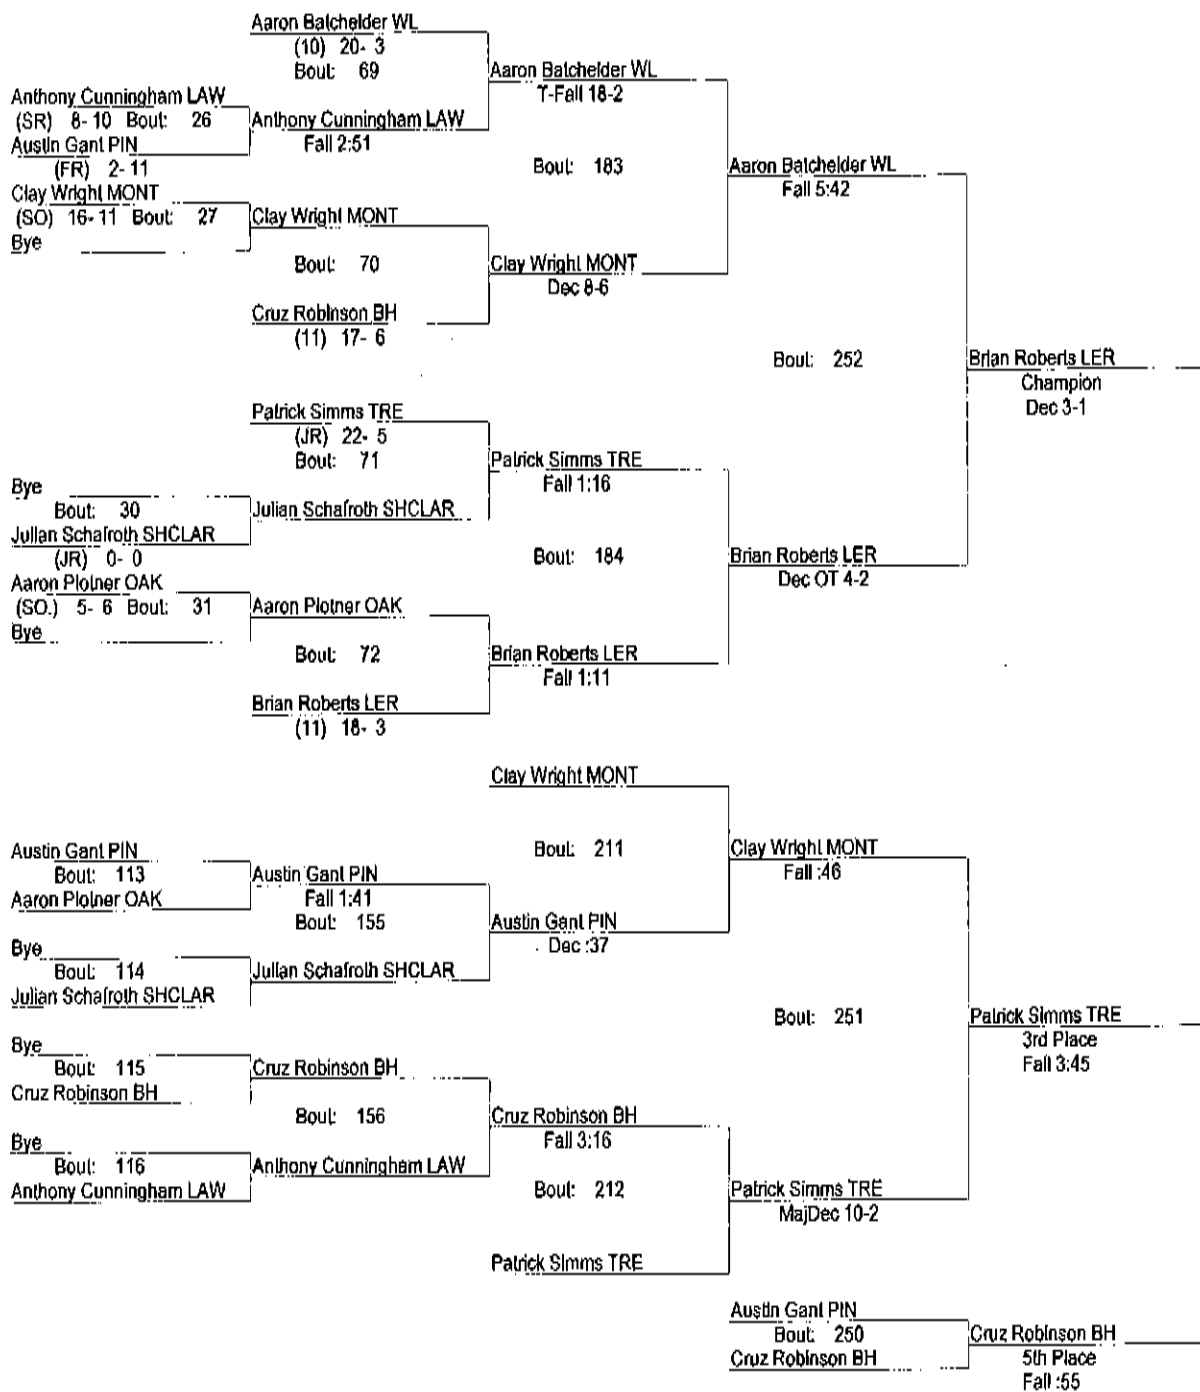 Aaron Batchelder WL
(10) 20- 3
Bout: 69
Anthony Cunningham LAW
(SR) 8- 10 Bout: 26
Austin Gant PIN
(FR) 2- 11
Anthony Cunningham LAW
Fall 2:51
Aaron Batchelder WL
T-Fall 18-2
Clay Wright MONT
(SO) 16- 11 Bout: 27
Bye
Clay Wright MONT
Bout: 70
Cruz Robinson BH
(11) 17- 6
Clay Wright MONT
Dec 8-6
Bout: 183
Aaron Batchelder WL
Fall 5:42
Bout: 252
Brian Roberts LER
Champion
Dec 3-1
Patrick Simms TRE
(JR) 22- 5
Bout: 71
Bye
Bout: 30
Julian Schafroth SHCLAR
(JR) 0- 0
Julian Schafroth SHCLAR
Patrick Simms TRE
Fall 1:16
Aaron Plotner OAK
(SO.) 5- 6 Bout: 31
Bye
Aaron Plotner OAK
Bout: 72
Brian Roberts LER
(11) 18- 3
Brian Roberts LER
Fall 1:11
Bout: 184
Brian Roberts LER
Dec OT 4-2
Clay Wright MONT
Bout: 211
Austin Gant PIN
Bout: 113
Aaron Plotner OAK
Austin Gant PIN
Fall 1:41
Bout: 155
Bye
Bout: 114
Julian Schafroth SHCLAR
Julian Schafroth SHCLAR
Austin Gant PIN
Dec :37
Clay Wright MONT
Fall :46
Bout: 251
Patrick Simms TRE
3rd Place
Fall 3:45
Bye
Bout: 115
Cruz Robinson BH
Cruz Robinson BH
Bout: 156
Bye
Bout: 116
Anthony Cunningham LAW
Anthony Cunningham LAW
Cruz Robinson BH
Fall 3:16
Bout: 212
Patrick Simms TRE
Patrick Simms TRE
MajDec 10-2
Austin Gant PIN
Bout: 250
Cruz Robinson BH
Cruz Robinson BH
5th Place
Fall :55